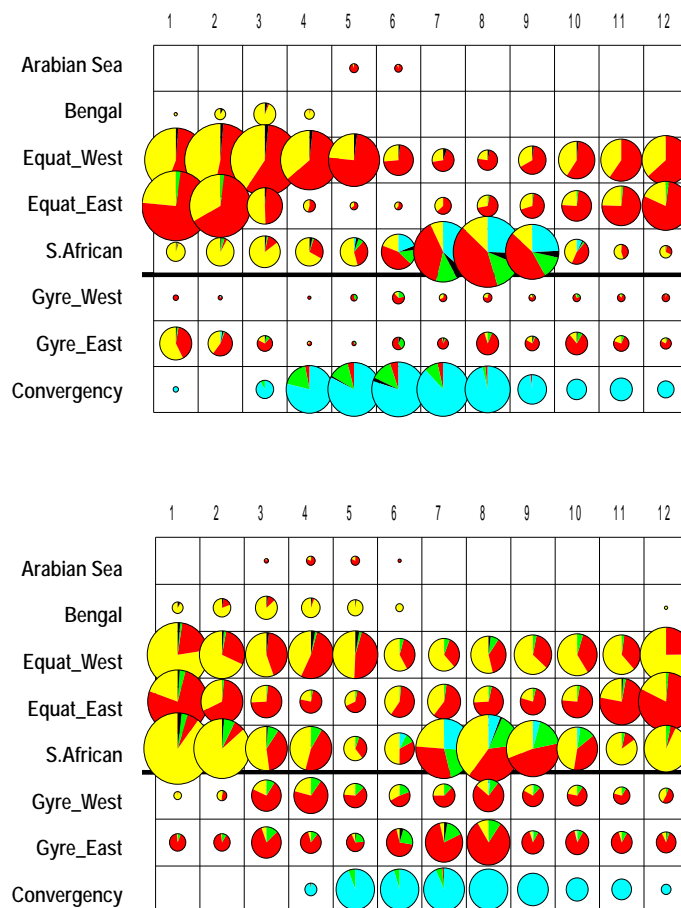 1 2 3 4 5 6 7 8 9 10 11 12
Arabian Sea
Bengal
Equat_West
Equat_East
S.African
Gyre_West
Gyre_East
Convergency
1 2 3 4 5 6 7 8 9 10 11 12
Arabian Sea
Bengal
Equat_West
Equat_East
S.African
Gyre_West
Gyre_East
Convergency